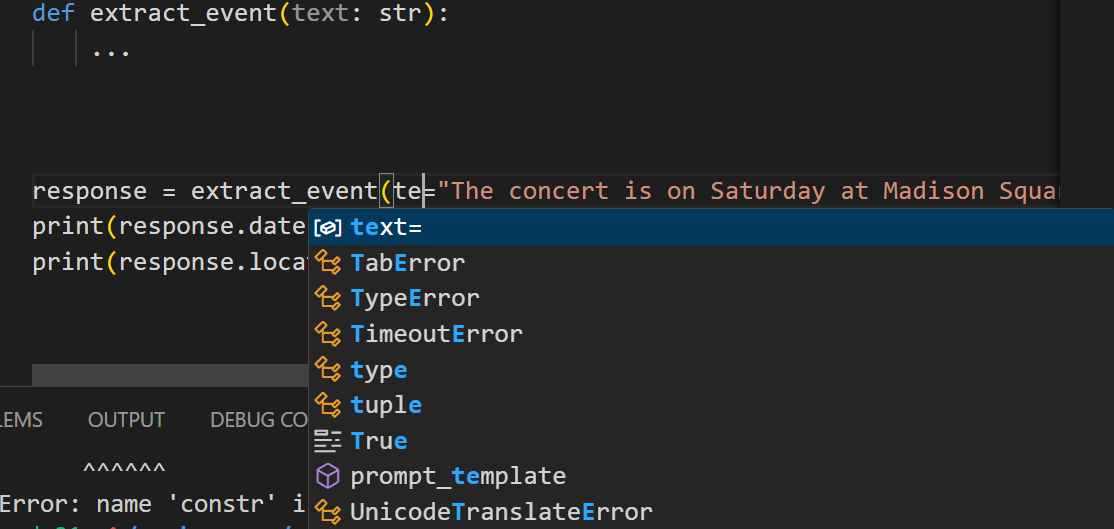 def extract_event(text: str):
...
response = extract_event(te="The concert is on Saturday at Madison Squa
print(response.date
print(response.loca
text=
TabError
TypeError
TimeoutError
type
tuple
True
prompt_template
UnicodeTranslateError
LEMS OUTPUT DEBUG CO
^^^^^^
Error: name 'constr' i